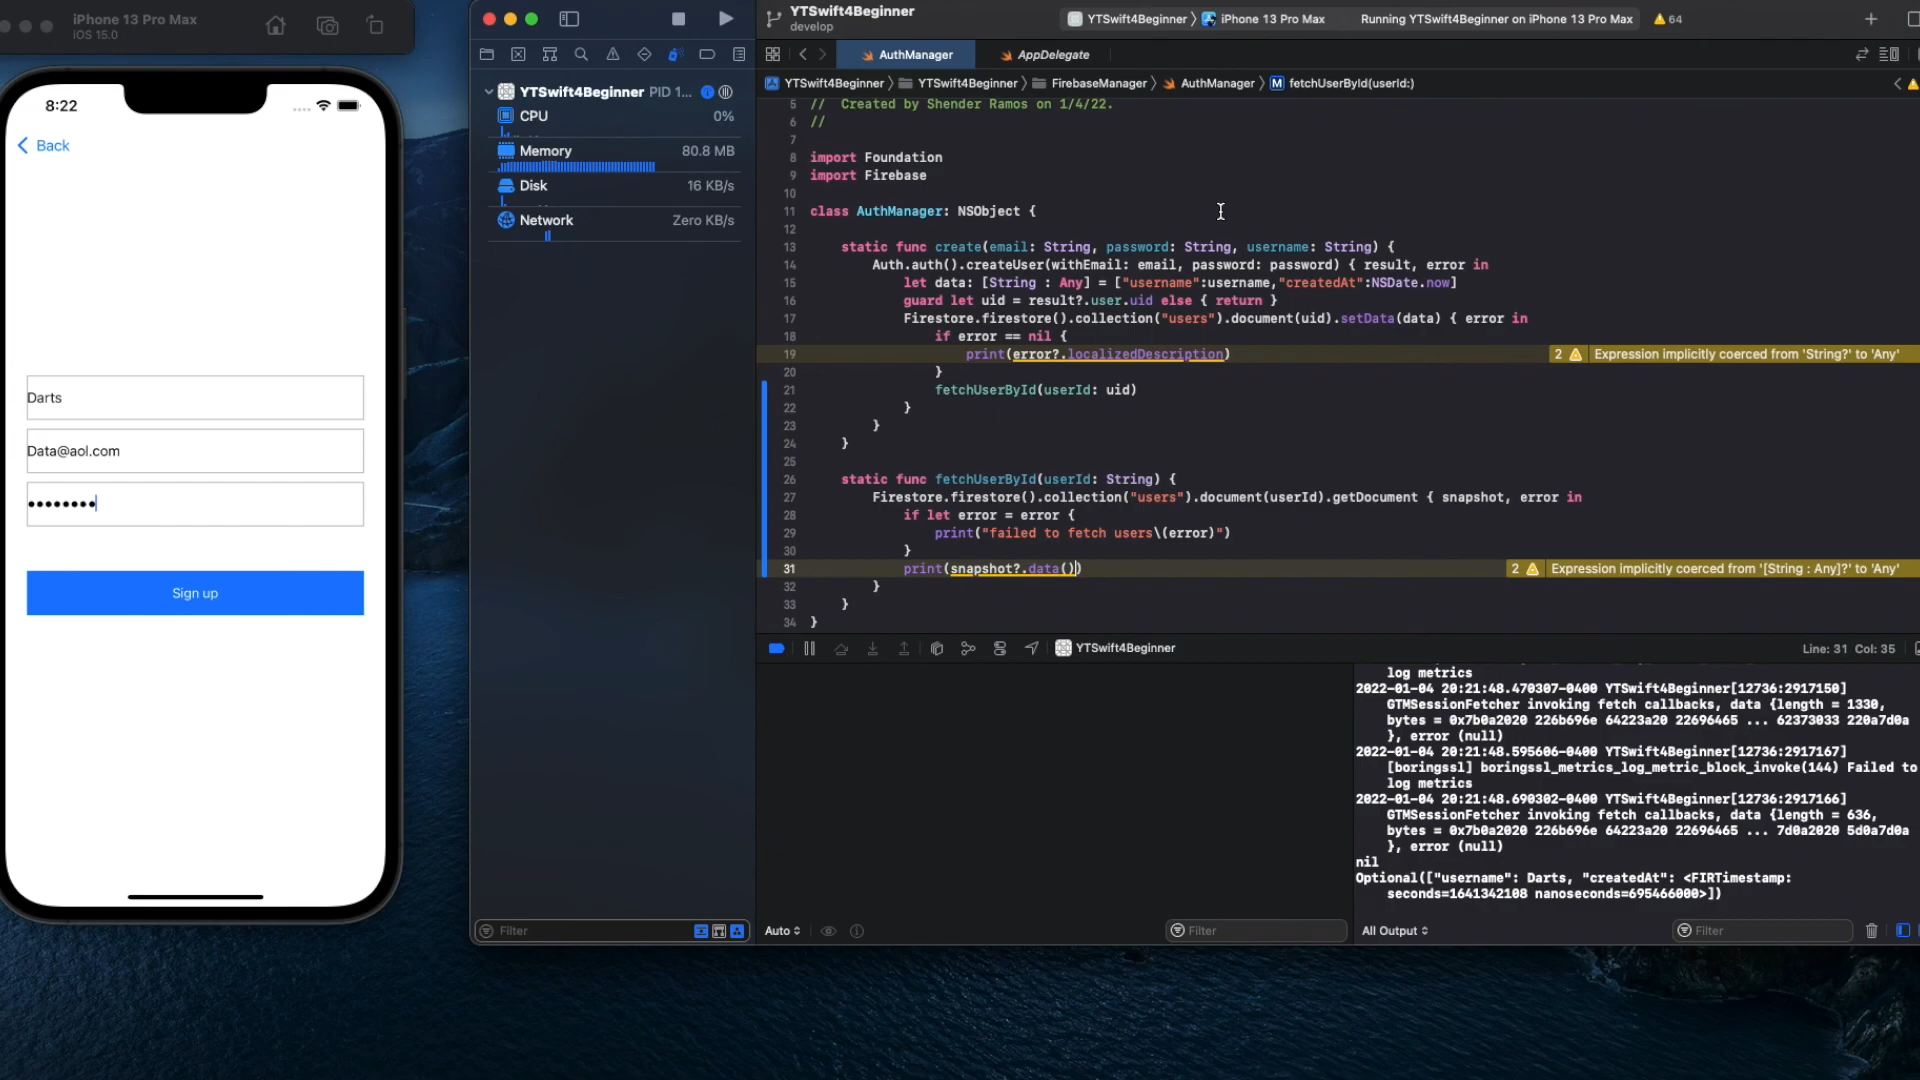 iPhone 13 Pro Max
iOS 15.0
8:22
Back
Darts
Data@aol.com
••••••••
Sign up
YTSwift4Beginner PID 1...
CPU 0%
Memory 80.8 MB
Disk 16 KB/s
Network Zero KB/s
Filter
YTSwift4Beginner
develop
YTSwift4Beginner iPhone 13 Pro Max Running YTSwift4Beginner on iPhone 13 Pro Max 64
AuthManager AppDelegate
YTSwift4Beginner YTSwift4Beginner FirebaseManager AuthManager M fetchUserById(userId:)
5 //  Created by Shender Ramos on 1/4/22.
6 //
7
8 import Foundation
9 import Firebase
10
11 class AuthManager: NSObject {
12
13 static func create(email: String, password: String, username: String) {
14 Auth.auth().createUser(withEmail: email, password: password) { result, error in
15 let data: [String : Any] = ["username":username,"createdAt":NSDate.now]
16 guard let uid = result?.user.uid else { return }
17 Firestore.firestore().collection("users").document(uid).setData(data) { error in
18 if error == nil {
19 print(error?.localizedDescription) 2 Expression implicitly coerced from 'String?' to 'Any'
20 }
21 fetchUserById(userId: uid)
22 }
23 }
24 }
25
26 static func fetchUserById(userId: String) {
27 Firestore.firestore().collection("users").document(userId).getDocument { snapshot, error in
28 if let error = error {
29 print("failed to fetch users\(error)")
30 }
31 print(snapshot?.data()) 2 Expression implicitly coerced from '[String : Any]?' to 'Any'
32 }
33 }
34 }
YTSwift4Beginner Line: 31 Col: 35
log metrics
2022-01-04 20:21:48.470307-0400 YTSwift4Beginner[12736:2917150]
GTMSessionFetcher invoking fetch callbacks, data {length = 1330,
bytes = 0x7b0a2020 226b696e 64223a20 22696465 ... 62373033 220a7d0a
}, error (null)
2022-01-04 20:21:48.595606-0400 YTSwift4Beginner[12736:2917167]
[boringssl] boringssl_metrics_log_metric_block_invoke(144) Failed to
log metrics
2022-01-04 20:21:48.690302-0400 YTSwift4Beginner[12736:2917166]
GTMSessionFetcher invoking fetch callbacks, data {length = 636,
bytes = 0x7b0a2020 226b696e 64223a20 22696465 ... 7d0a2020 5d0a7d0a
}, error (null)
nil
Optional(["username": Darts, "createdAt": <FIRTimestamp:
seconds=1641342108 nanoseconds=695466000>])
Auto Filter All Output Filter